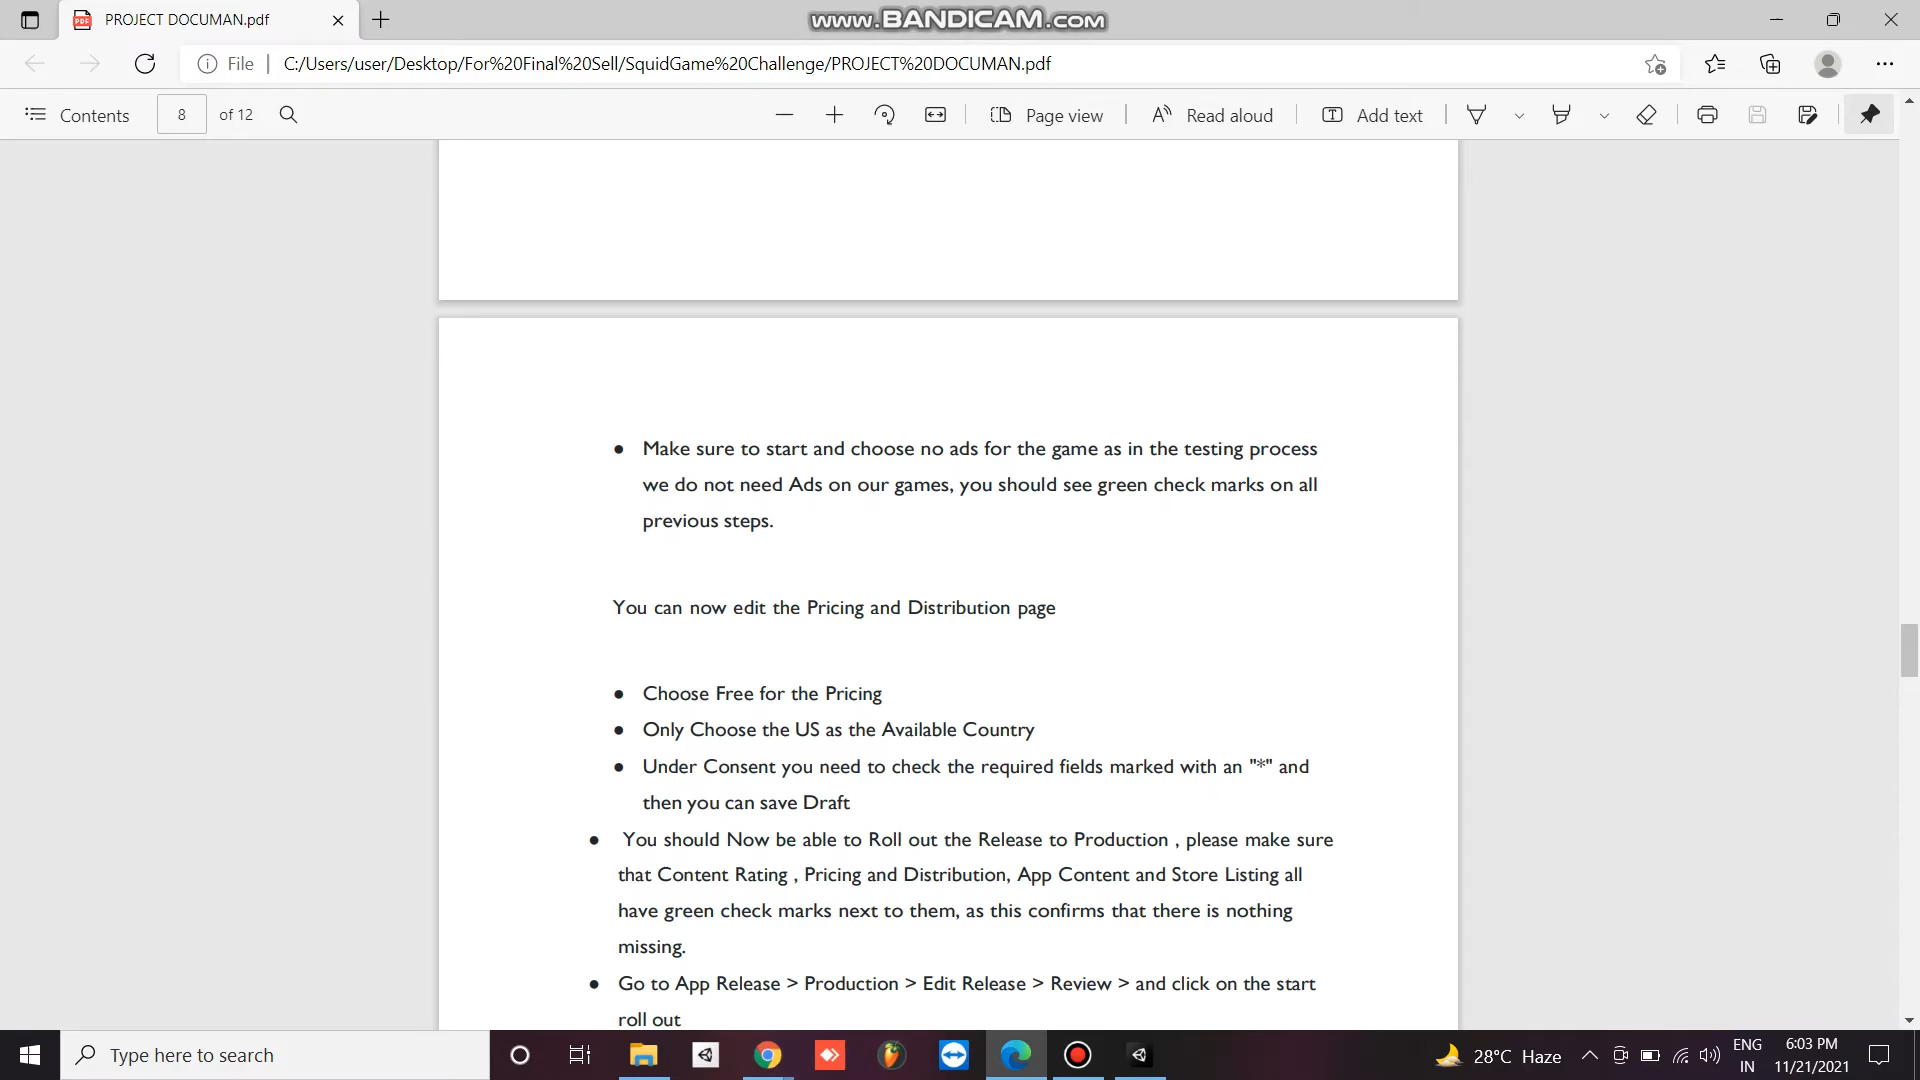 PROJECT DOCUMAN.pdf
www.BANDICAM.com
File
C:/Users/user/Desktop/For%20Final%20Sell/SquidGame%20Challenge/PROJECT%20DOCUMAN.pdf
Contents
8
of 12
Page view
Read aloud
Add text
● Make sure to start and choose no ads for the game as in the testing process
we do not need Ads on our games, you should see green check marks on all
previous steps.
You can now edit the Pricing and Distribution page
● Choose Free for the Pricing
● Only Choose the US as the Available Country
● Under Consent you need to check the required fields marked with an "*" and
then you can save Draft
● You should Now be able to Roll out the Release to Production , please make sure
that Content Rating , Pricing and Distribution, App Content and Store Listing all
have green check marks next to them, as this confirms that there is nothing
missing.
● Go to App Release > Production > Edit Release > Review > and click on the start
roll out
Type here to search
28°C Haze
ENG
IN
6:03 PM
11/21/2021